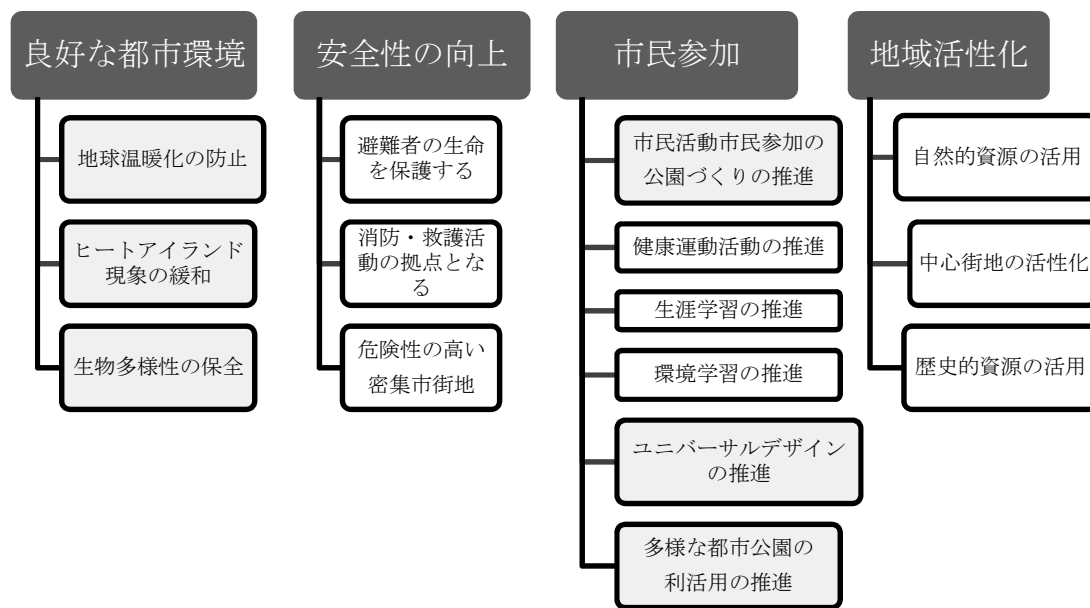 良好な都市環境
地球温暖化の防止
ヒートアイランド
現象の緩和
生物多様性の保全
安全性の向上
避難者の生命
を保護する
消防・救護活
動の拠点とな
る
危険性の高い
密集市街地
市民参加
市民活動市民参加の
公園づくりの推進
健康運動活動の推進
生涯学習の推進
環境学習の推進
ユニバーサルデザイン
の推進
多様な都市公園の
利活用の推進
地域活性化
自然的資源の活用
中心街地の活性化
歴史的資源の活用